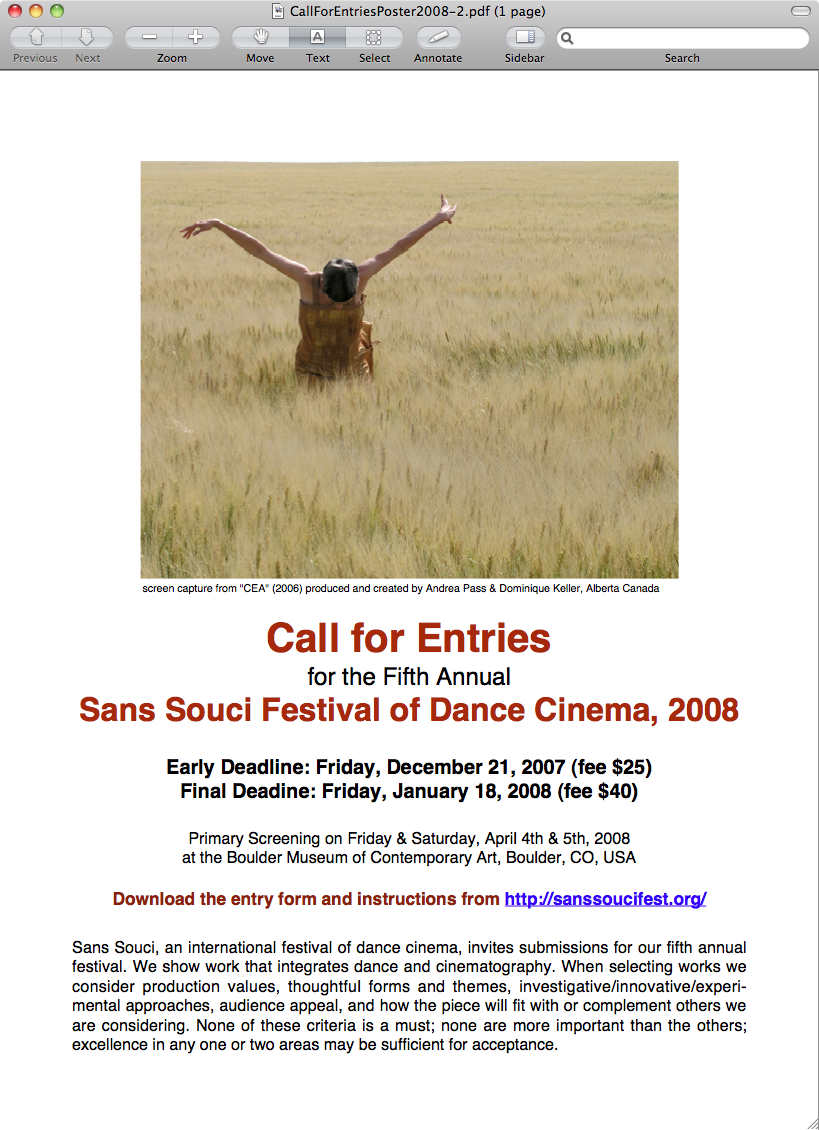 CallForEntriesPoster2008-2.pdf (1 page)
Previous Next Zoom Move Text Select Annotate Sidebar Search
screen capture from "CEA" (2006) produced and created by Andrea Pass & Dominique Keller, Alberta Canada
Call for Entries
for the Fifth Annual
Sans Souci Festival of Dance Cinema, 2008
Early Deadline: Friday, December 21, 2007 (fee $25)
Final Deadine: Friday, January 18, 2008 (fee $40)
Primary Screening on Friday & Saturday, April 4th & 5th, 2008
at the Boulder Museum of Contemporary Art, Boulder, CO, USA
Download the entry form and instructions from http://sanssoucifest.org/
Sans Souci, an international festival of dance cinema, invites submissions for our fifth annual
festival. We show work that integrates dance and cinematography. When selecting works we
consider production values, thoughtful forms and themes, investigative/innovative/experi-
mental approaches, audience appeal, and how the piece will fit with or complement others we
are considering. None of these criteria is a must; none are more important than the others;
excellence in any one or two areas may be sufficient for acceptance.